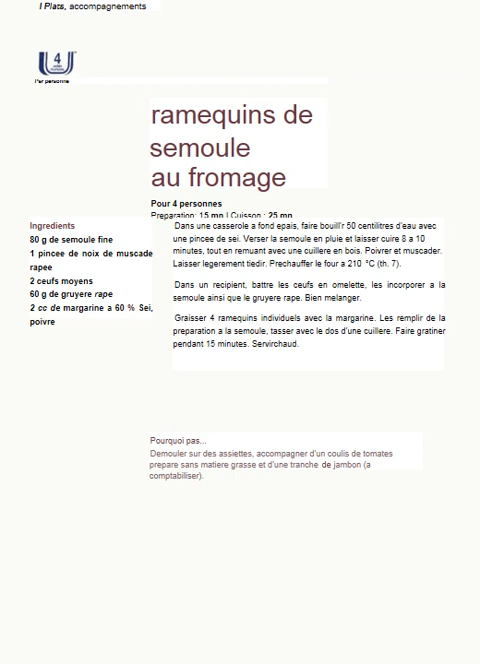 I Plats, accompagnements
4
Par personne
ramequins de
semoule
au fromage
Pour 4 personnes
Preparation: 15 mn I Cuisson : 25 mn
Ingredients
80 g de semoule fine
1 pincee de noix de muscade
rapee
2 ceufs moyens
60 g de gruyere rape
2 cc de margarine a 60 % Sei,
poivre
Dans une casserole a fond epais, faire bouill'r 50 centilitres d'eau avec
une pincee de sei. Verser la semoule en pluie et laisser cuire 8 a 10
minutes, tout en remuant avec une cuillere en bois. Poivrer et muscader.
Laisser legerement tiedir. Prechauffer le four a 210 °C (th. 7).
Dans un recipient, battre les ceufs en omelette, les incorporer a la
semoule ainsi que le gruyere rape. Bien melanger.
Graisser 4 ramequins individuels avec la margarine. Les remplir de la
preparation a la semoule, tasser avec le dos d'une cuillere. Faire gratiner
pendant 15 minutes. Servirchaud.
Pourquoi pas...
Demouler sur des assiettes, accompagner d'un coulis de tomates
prepare sans matiere grasse et d'une tranche de jambon (a
comptabiliser).